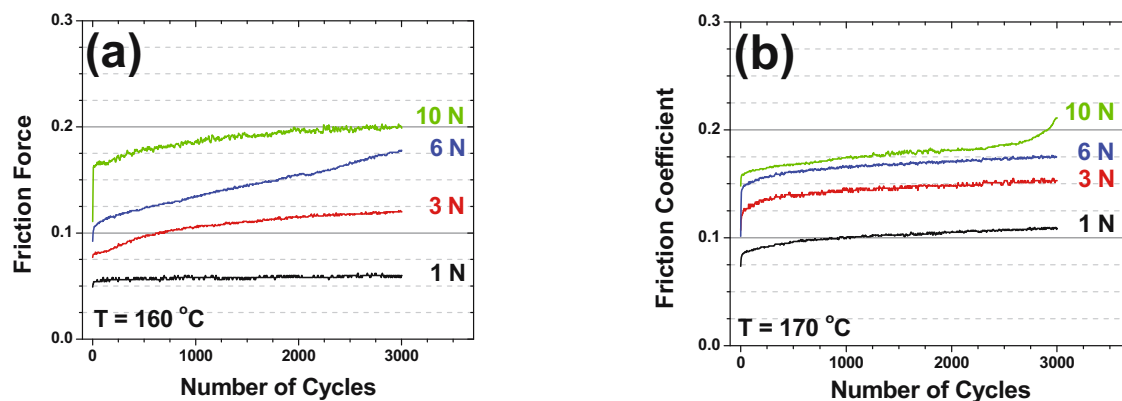 (a)
Friction Force
0.3
0.2
0.1
0.0
10 N
6 N
3 N
1 N
T = 160 °C
0 1000 2000 3000
Number of Cycles
(b)
Friction Coefficient
0.3
0.2
0.1
0.0
10 N
6 N
3 N
1 N
T = 170 °C
0 1000 2000 3000
Number of Cycles